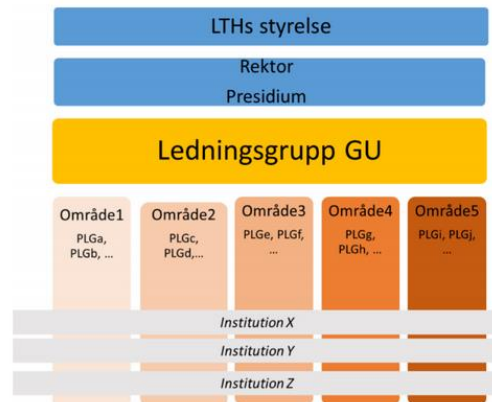 LTHs styrelse
Rektor
Presidium
Ledningsgrupp GU
Område1
PLGa,
PLGb, ...
Område2
PLGc,
PLGd,...
Område3
PLGe, PLGf,
...
Område4
PLGg,
PLGh, ...
Område5
PLGi, PLGj,
...
Institution X
Institution Y
Institution Z